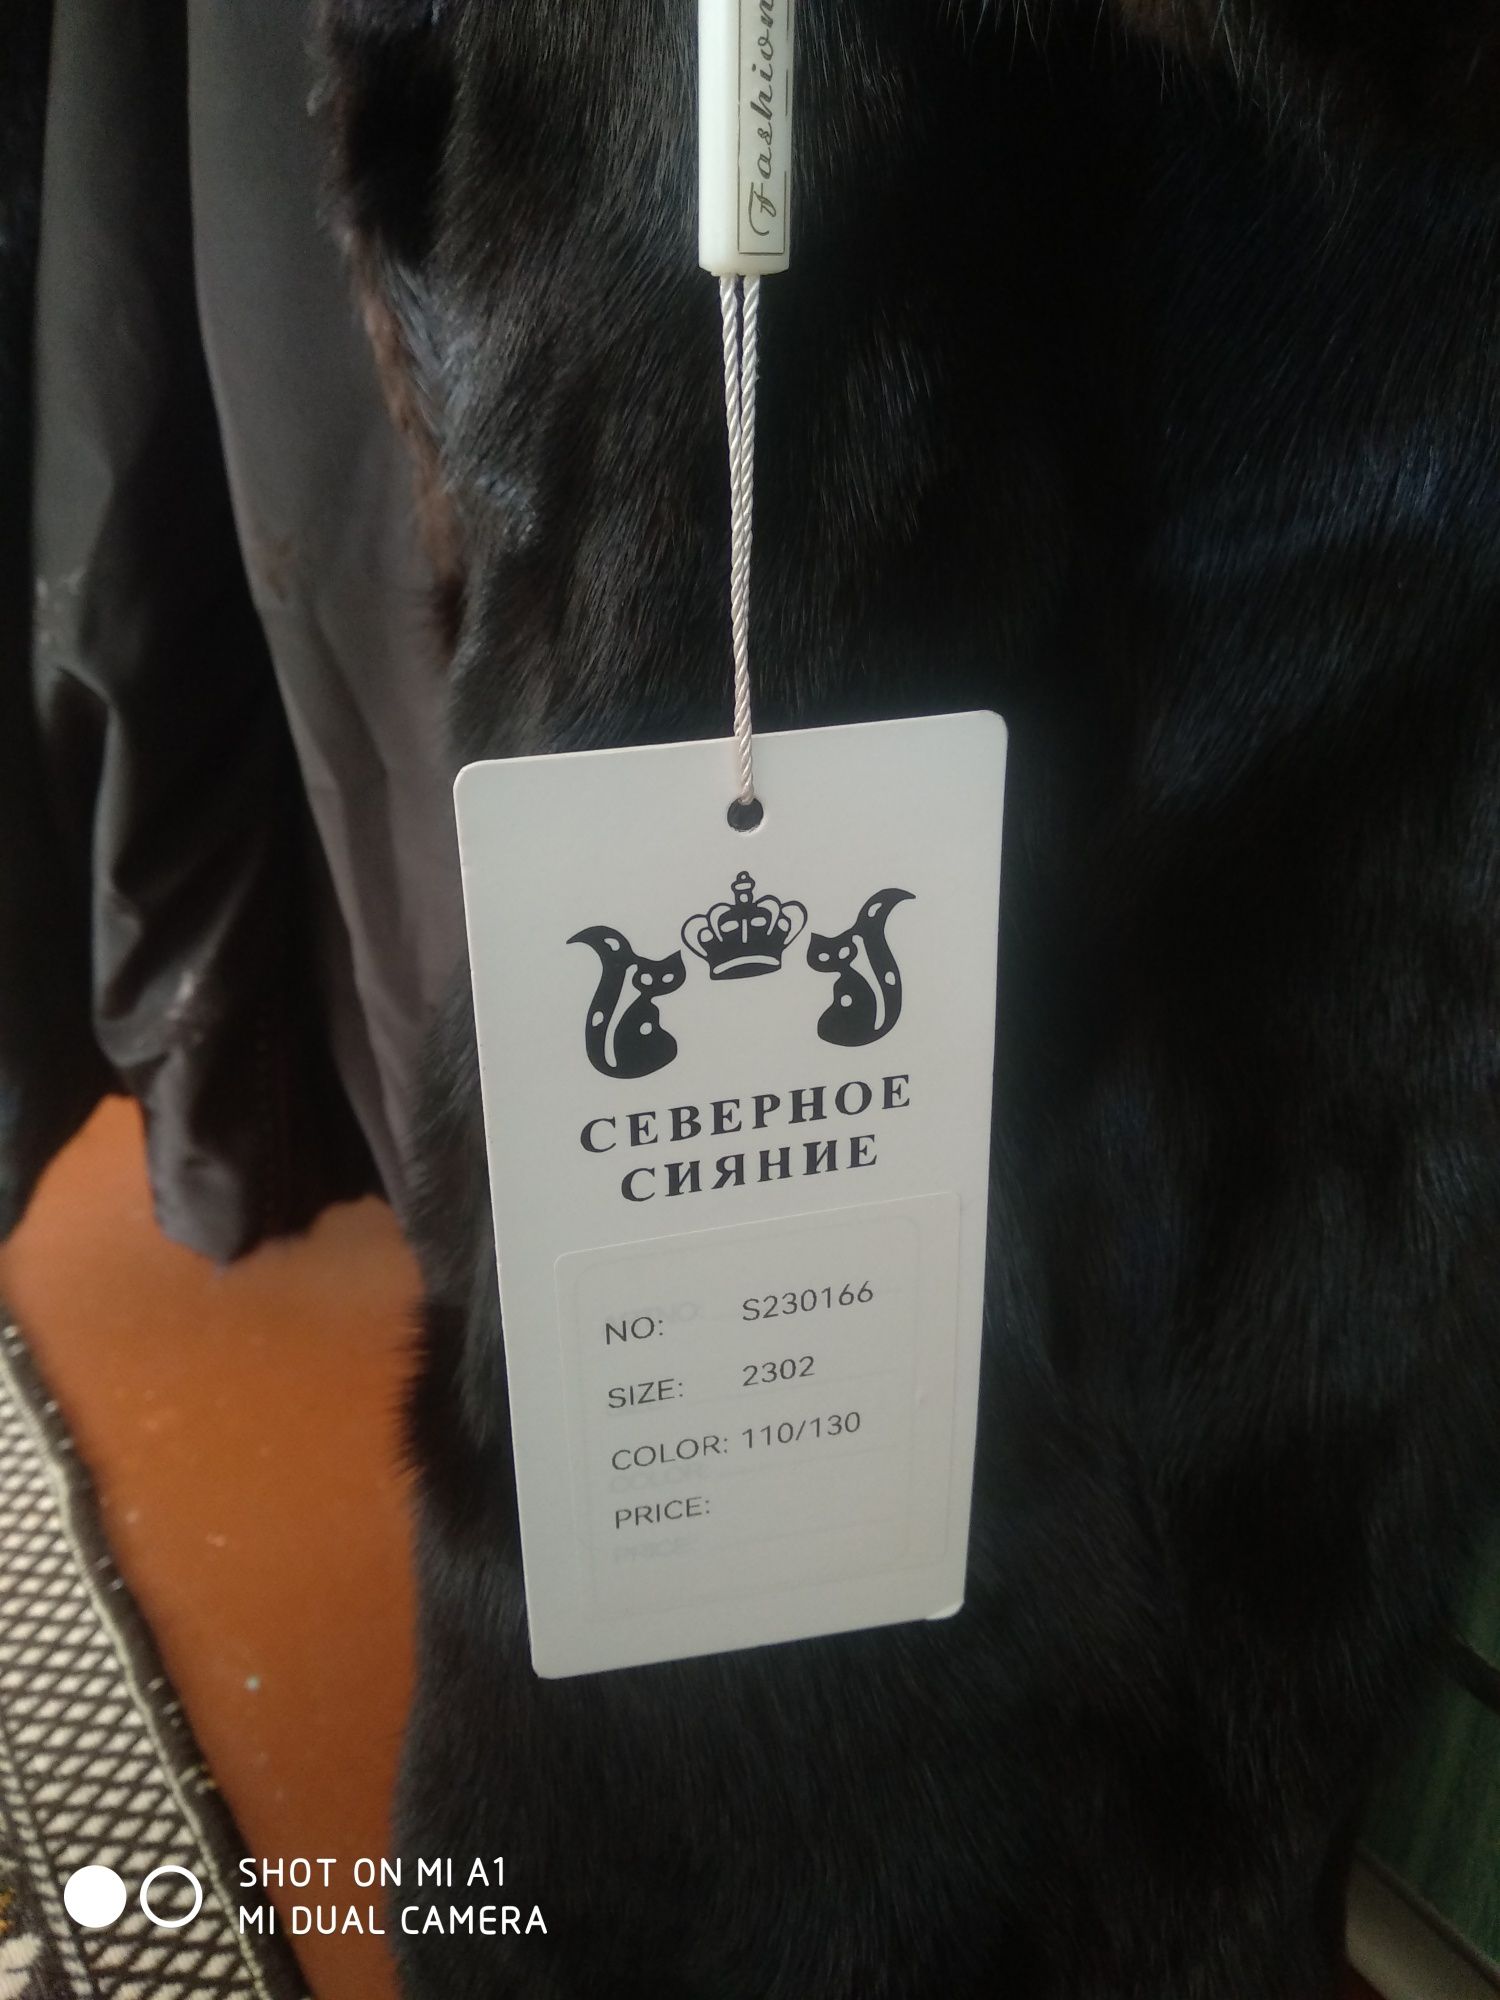 Fashion
СЕВЕРНОЕ
СИЯНИЕ
NO: S230166
SIZE: 2302
COLOR: 110/130
PRICE:
SHOT ON MI A1
MI DUAL CAMERA